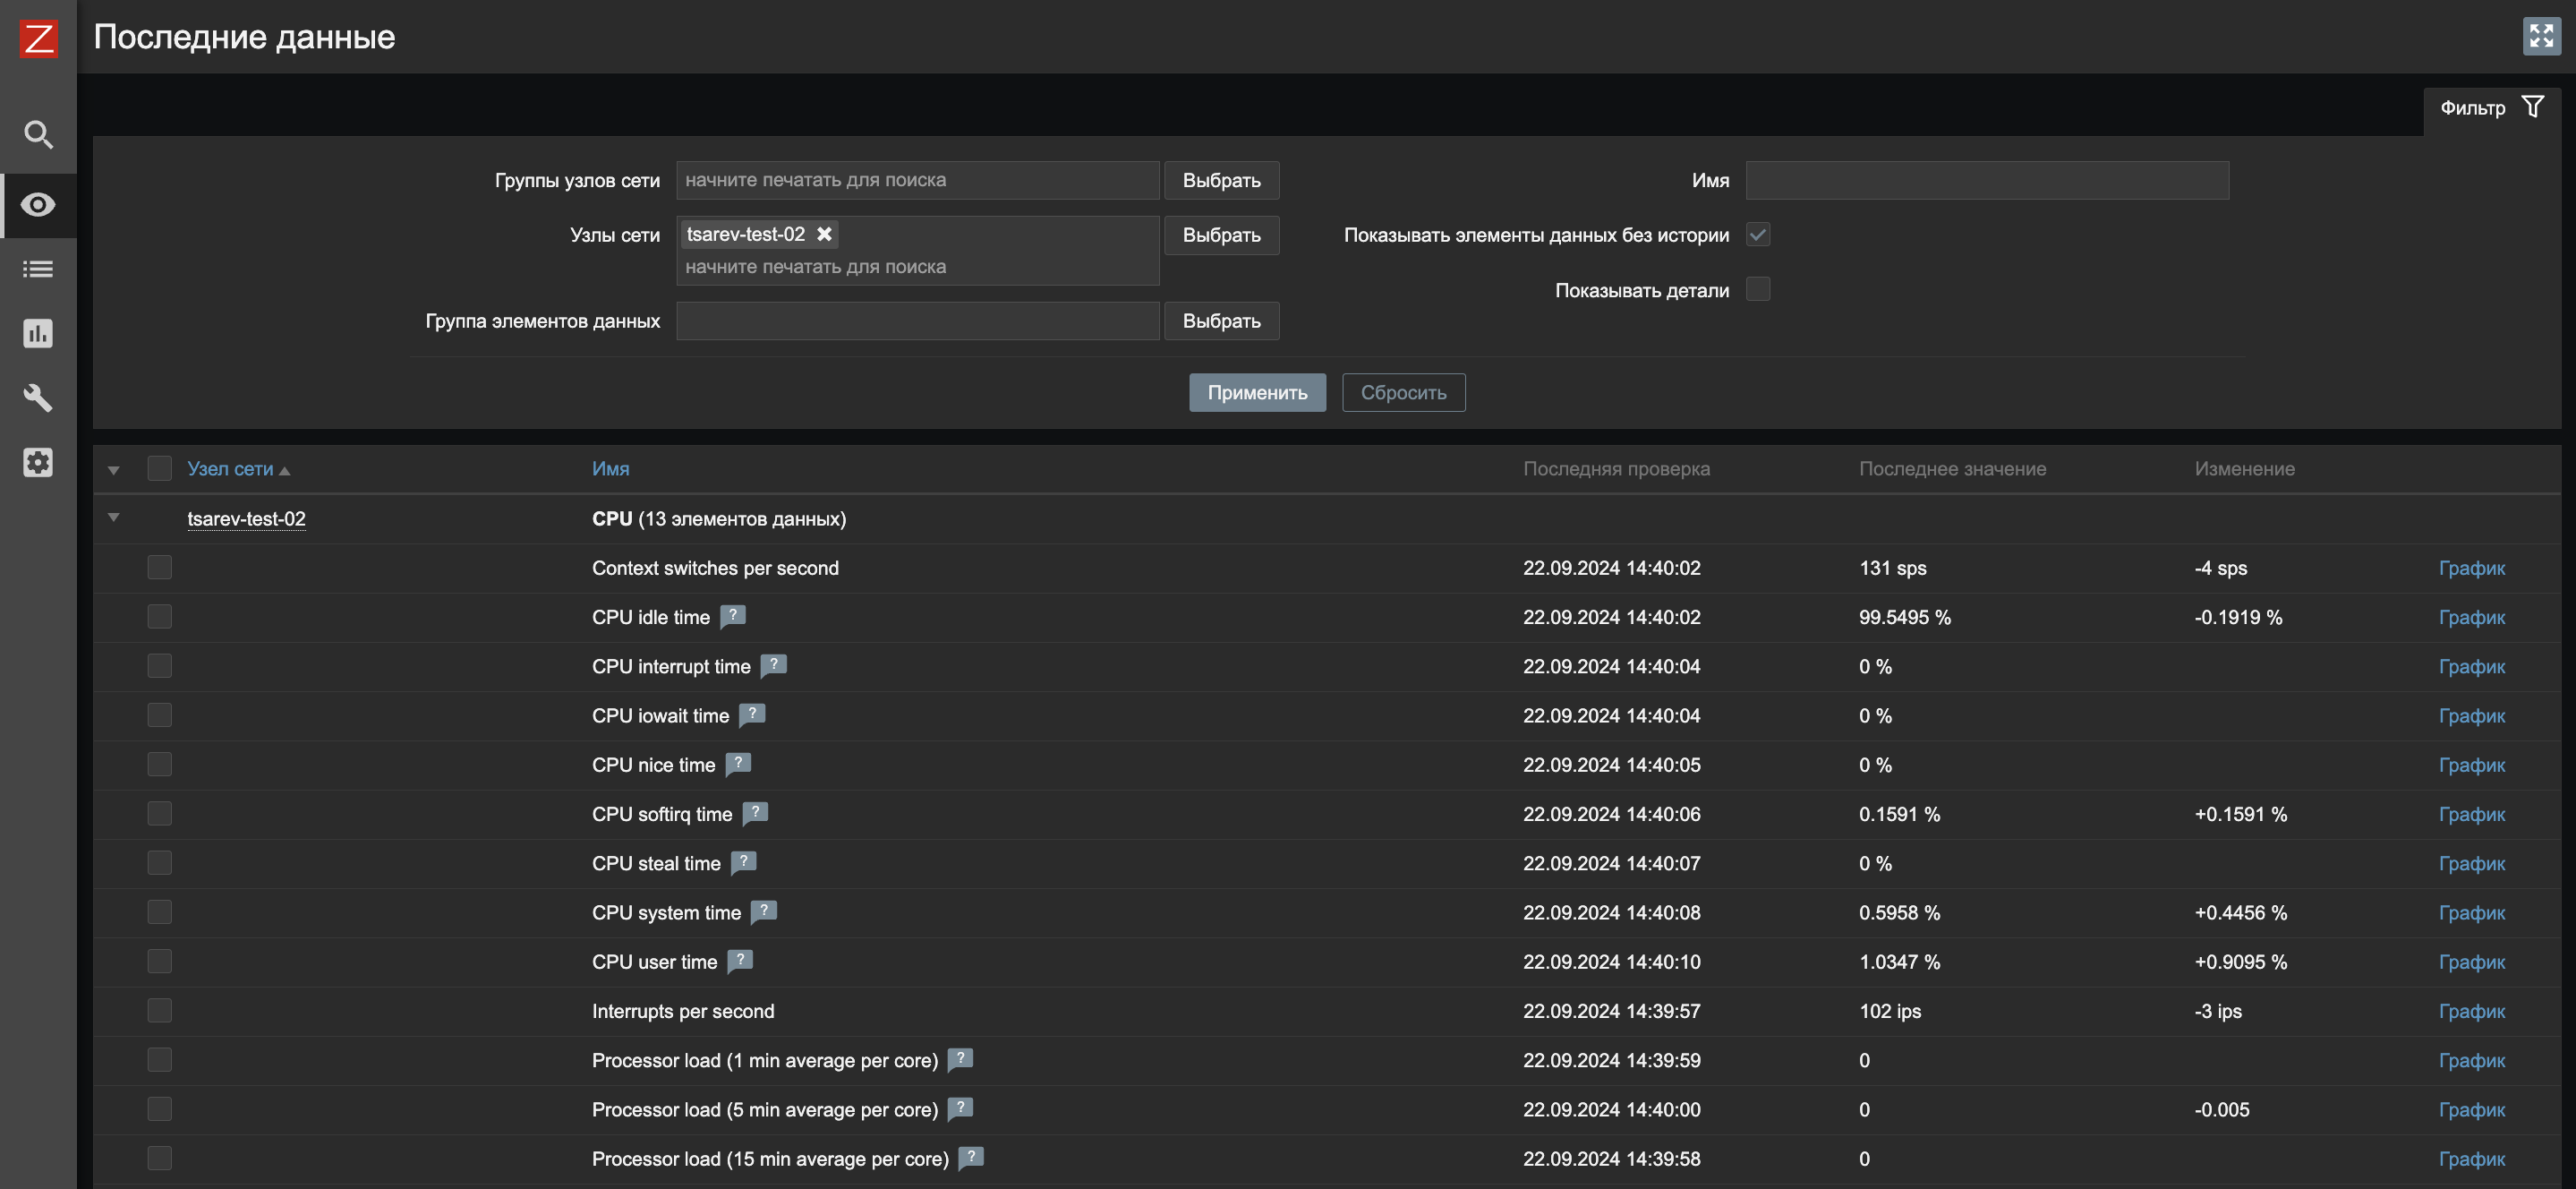 Z Последние данные
Фильтр
Группы узлов сети начните печатать для поиска Выбрать Имя
Узлы сети tsarev-test-02 Выбрать Показывать элементы данных без истории
начните печатать для поиска
Показывать детали
Группа элементов данных Выбрать
Применить Сбросить
Узел сети Имя Последняя проверка Последнее значение Изменение
tsarev-test-02 CPU (13 элементов данных)
Context switches per second 22.09.2024 14:40:02 131 sps -4 sps График
CPU idle time ? 22.09.2024 14:40:02 99.5495 % -0.1919 % График
CPU interrupt time ? 22.09.2024 14:40:04 0 % График
CPU iowait time ? 22.09.2024 14:40:04 0 % График
CPU nice time ? 22.09.2024 14:40:05 0 % График
CPU softirq time ? 22.09.2024 14:40:06 0.1591 % +0.1591 % График
CPU steal time ? 22.09.2024 14:40:07 0 % График
CPU system time ? 22.09.2024 14:40:08 0.5958 % +0.4456 % График
CPU user time ? 22.09.2024 14:40:10 1.0347 % +0.9095 % График
Interrupts per second 22.09.2024 14:39:57 102 ips -3 ips График
Processor load (1 min average per core) ? 22.09.2024 14:39:59 0 График
Processor load (5 min average per core) ? 22.09.2024 14:40:00 0 -0.005 График
Processor load (15 min average per core) ? 22.09.2024 14:39:58 0 График